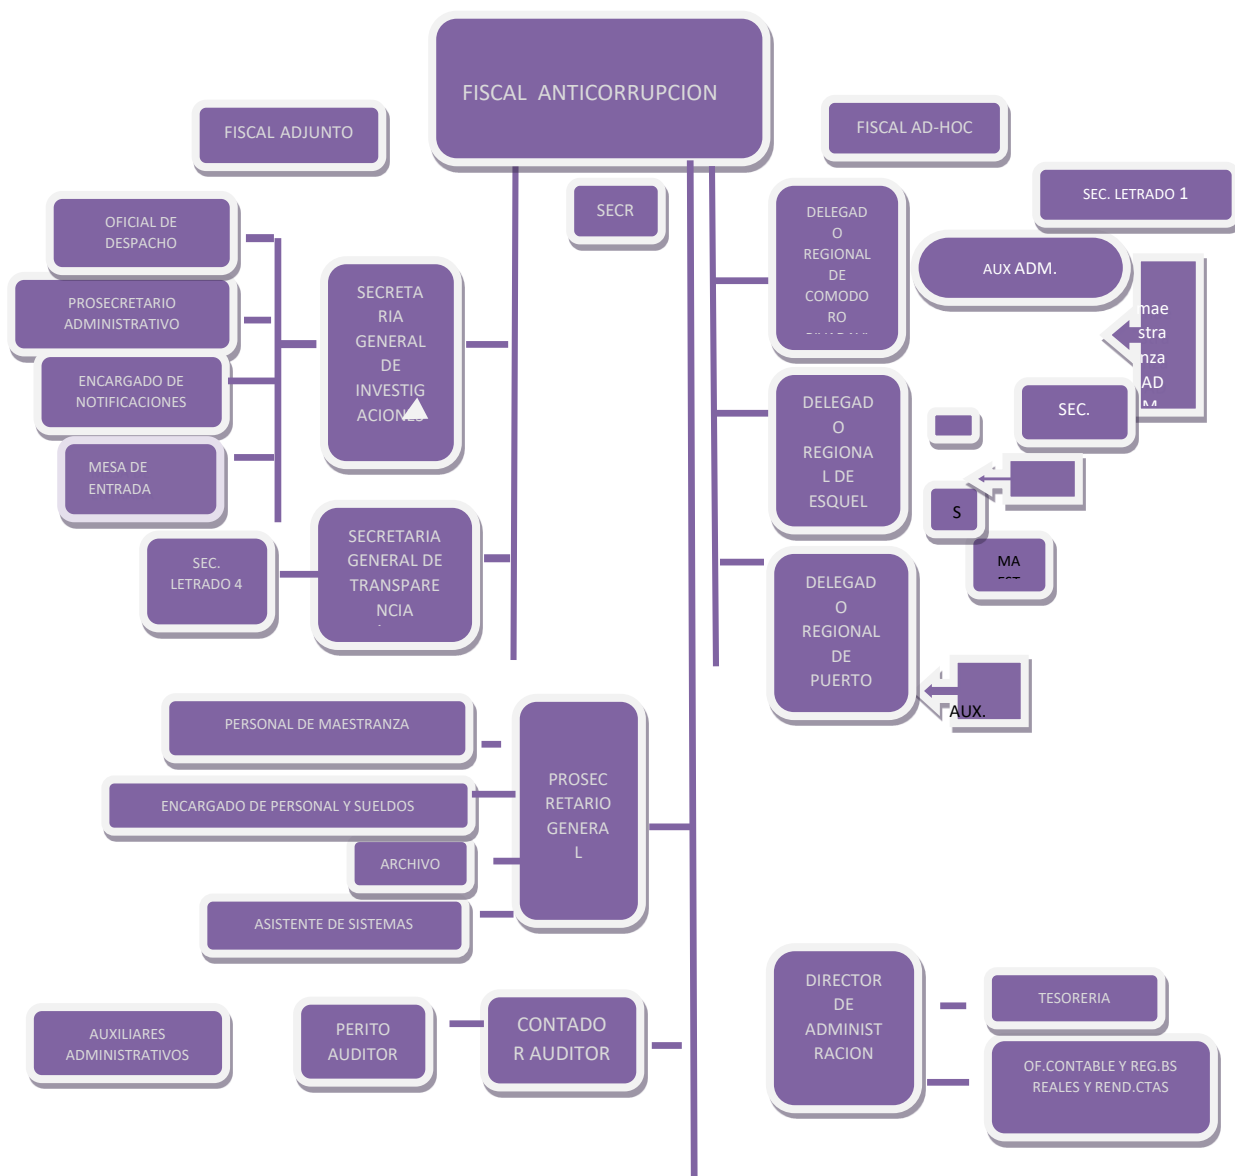 FISCAL ANTICORRUPCION
FISCAL ADJUNTO
FISCAL AD-HOC
SECR
SEC. LETRADO 1
OFICIAL DE
DESPACHO
PROSECRETARIO
ADMINISTRATIVO
ENCARGADO DE
NOTIFICACIONES
MESA DE
ENTRADA
SECRETA
RIA
GENERAL
DE
INVESTIG
ACIONES
SEC.
LETRADO 4
SECRETARIA
GENERAL DE
TRANSPARE
NCIA
DELEGAD
O
REGIONAL
DE
COMODO
RO
AUX ADM.
mae
stra
nza
AD
M
DELEGAD
O
REGIONA
L DE
ESQUEL
SEC.
S
MA
EST
DELEGAD
O
REGIONAL
DE
PUERTO
AUX.
PERSONAL DE MAESTRANZA
ENCARGADO DE PERSONAL Y SUELDOS
ARCHIVO
ASISTENTE DE SISTEMAS
PROSEC
RETARIO
GENERA
L
AUXILIARES
ADMINISTRATIVOS
PERITO
AUDITOR
CONTADO
R AUDITOR
DIRECTOR
DE
ADMINIST
RACION
TESORERIA
OF.CONTABLE Y REG.BS
REALES Y REND.CTAS